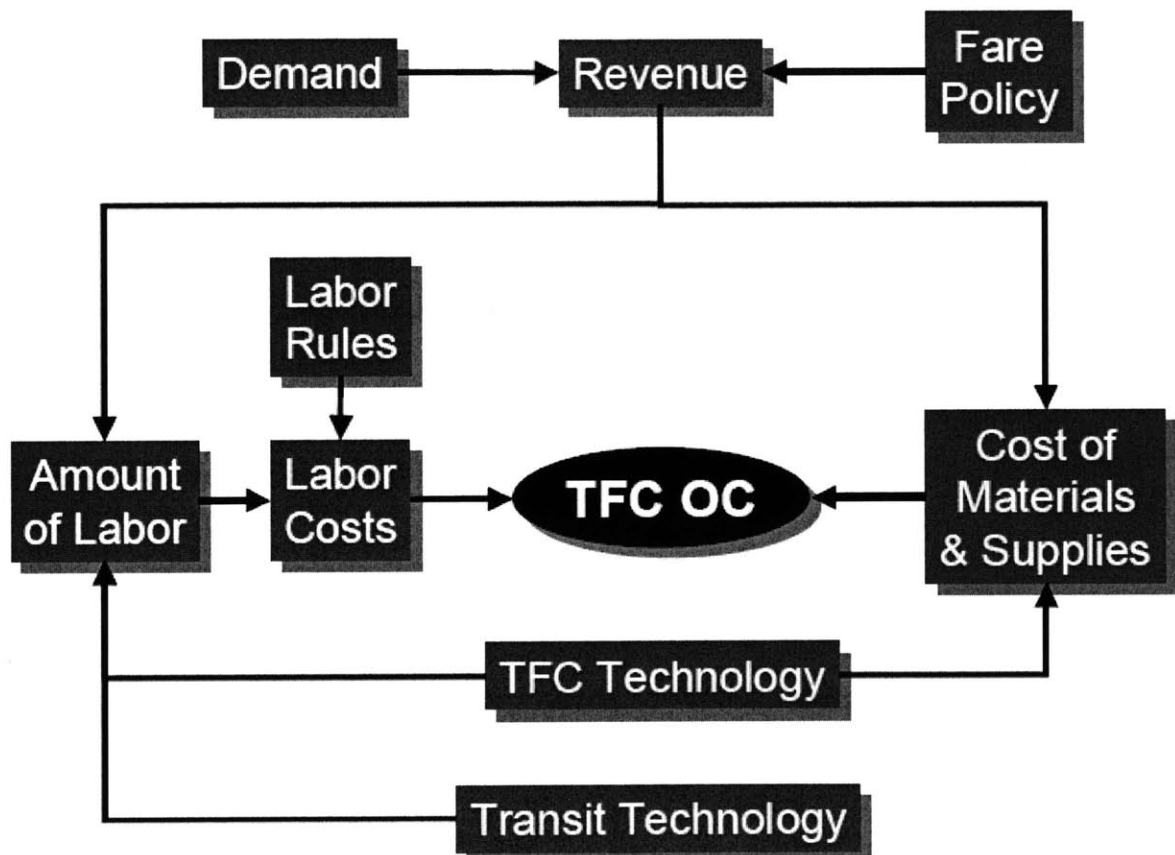 Demand
Revenue
Fare
Policy
Labor
Rules
Amount
of Labor
Labor
Costs
TFC OC
Cost of
Materials
& Supplies
TFC Technology
Transit Technology